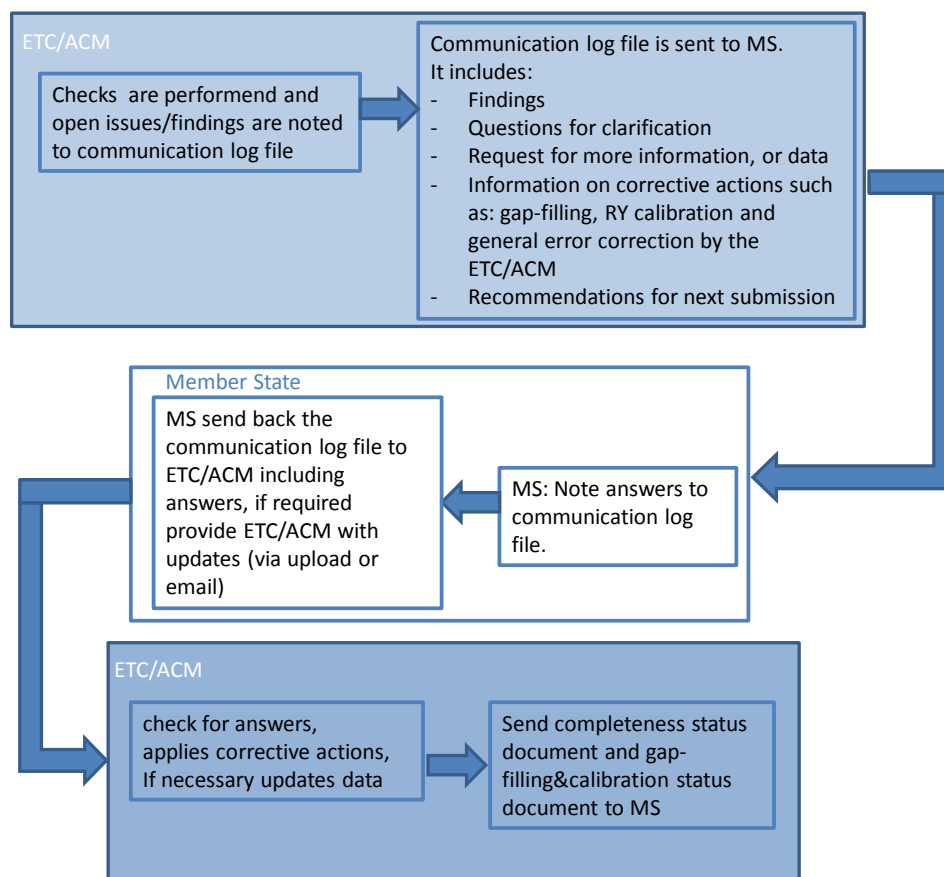 ETC/ACM
Checks  are performend and
open issues/findings are noted
to communication log file
Communication log file is sent to MS.
It includes:
- Findings
- Questions for clarification
- Request for more information, or data
- Information on corrective actions such
as: gap-filling, RY calibration and
general error correction by the
ETC/ACM
- Recommendations for next submission
Member State
MS send back the
communication log file to
ETC/ACM including
answers, if required
provide ETC/ACM with
updates (via upload or
email)
MS: Note answers to
communication log
file.
ETC/ACM
check for answers,
applies corrective actions,
If necessary updates data
Send completeness status
document and gap-
filling&calibration status
document to MS